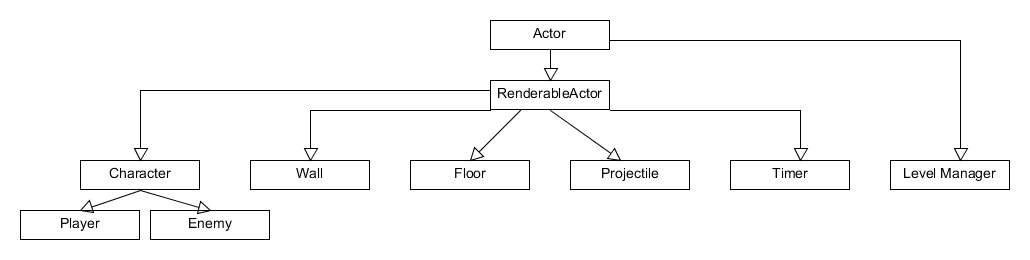 Actor
RenderableActor
Character
Wall
Floor
Projectile
Timer
Level Manager
Player
Enemy